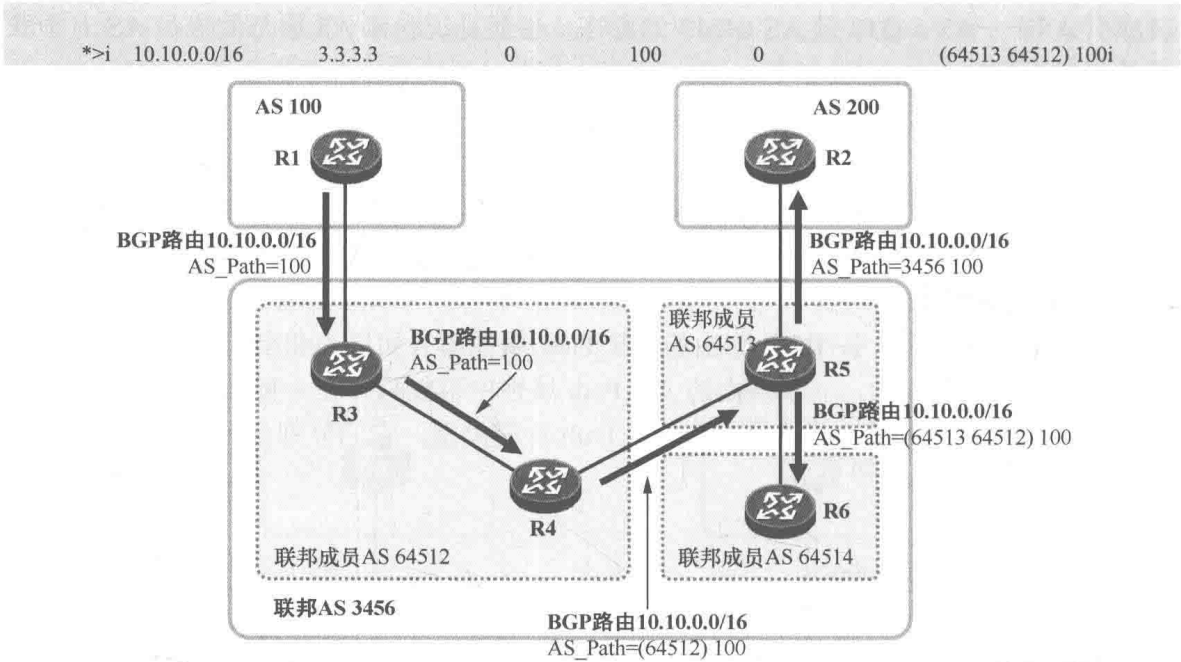 *>i 10.10.0.0/16 3.3.3.3 0 100 0 (64513 64512) 100i
AS 100
AS 200
R1
R2
BGP路由10.10.0.0/16
AS_Path=100
BGP路由10.10.0.0/16
AS_Path=3456 100
BGP路由10.10.0.0/16
AS_Path=100
联邦成员
AS 64513
R3
R5
BGP路由10.10.0.0/16
AS_Path=(64513 64512) 100
R4
R6
联邦成员AS 64512
联邦成员AS 64514
联邦AS 3456
BGP路由10.10.0.0/16
AS_Path=(64512) 100